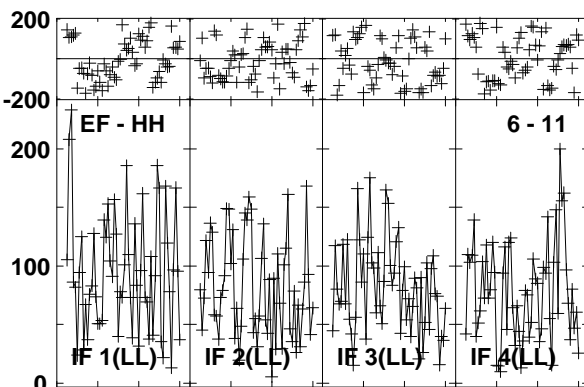 200
-200
EF - HH
6 - 11
200
100
IF 1(LL)
IF 2(LL)
IF 3(LL)
IF 4(LL)
0